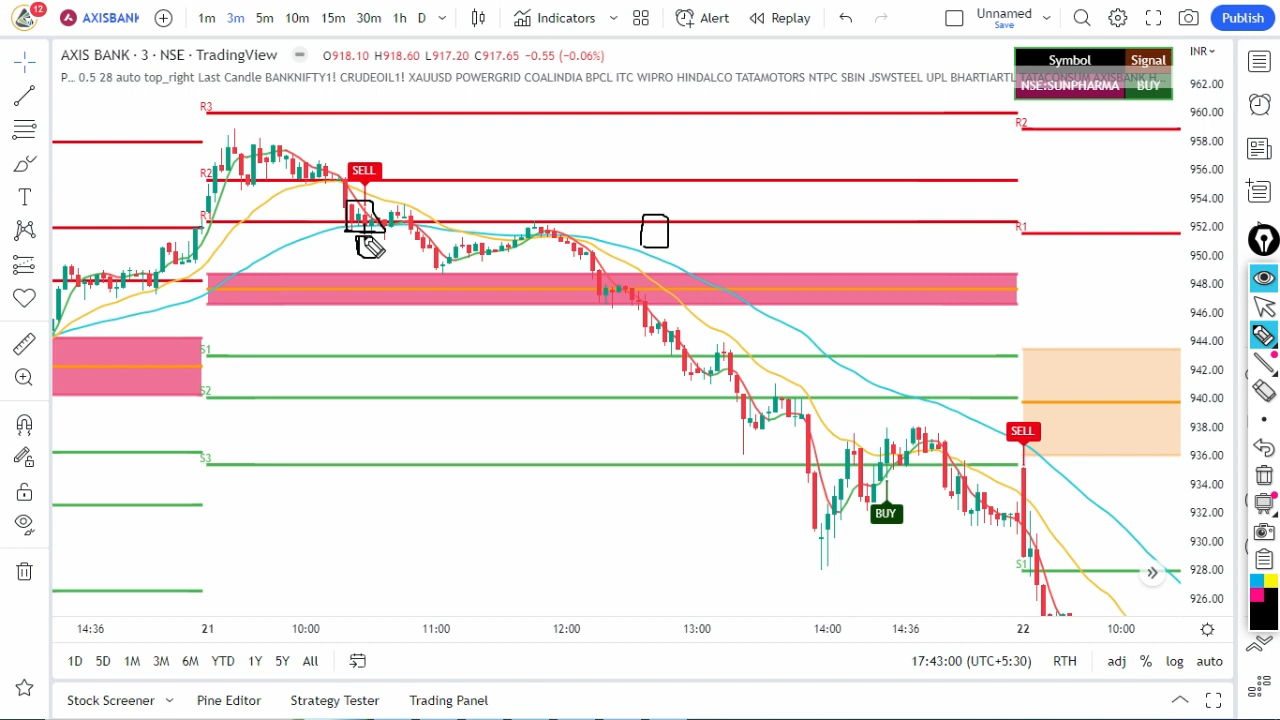 12
AXISBANK
1m 3m 5m 10m 15m 30m 1h D
Indicators
Alert
Replay
Unnamed
Save
Publish
AXIS BANK · 3 · NSE · TradingView
O918.10 H918.60 L917.20 C917.65 −0.55 (−0.06%)
INR
P... 0.5 28 auto top_right Last Candle BANKNIFTY1! CRUDEOIL1! XAUUSD POWERGRID COALINDIA BPCL ITC WIPRO HINDALCO TATAMOTORS NTPC SBIN JSWSTEEL UPL BHARTIARTL TATACONSUM AXISBANK H...
Symbol Signal
NSE:SUNPHARMA BUY
962.00
960.00
958.00
956.00
954.00
952.00
950.00
948.00
946.00
944.00
942.00
940.00
938.00
936.00
934.00
932.00
930.00
928.00
926.00
R3
R2
R2
SELL
R1
R1
S1
S2
SELL
S3
BUY
S1
14:36 21 10:00 11:00 12:00 13:00 14:00 14:36 22 10:00
1D 5D 1M 3M 6M YTD 1Y 5Y All
17:43:00 (UTC+5:30) RTH adj % log auto
Stock Screener Pine Editor Strategy Tester Trading Panel